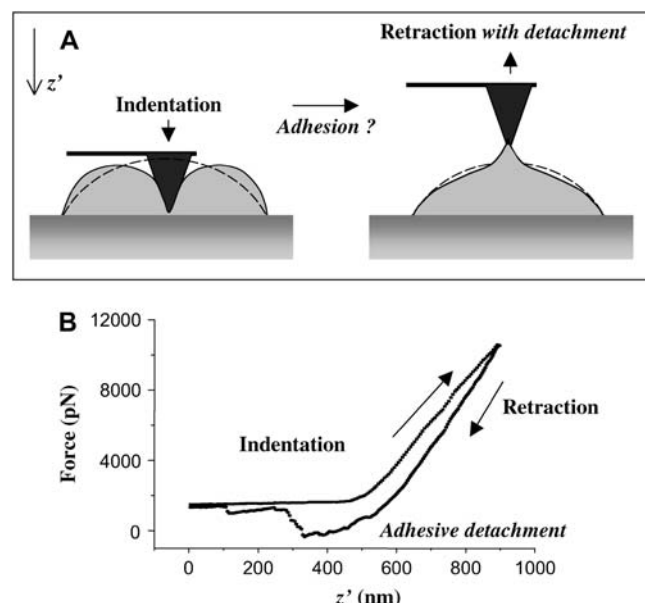 A
z'
Indentation
Adhesion ?
Retraction with detachment
B
12000
8000
4000
0
Force (pN)
Indentation
Retraction
Adhesive detachment
0 200 400 600 800 1000
z' (nm)